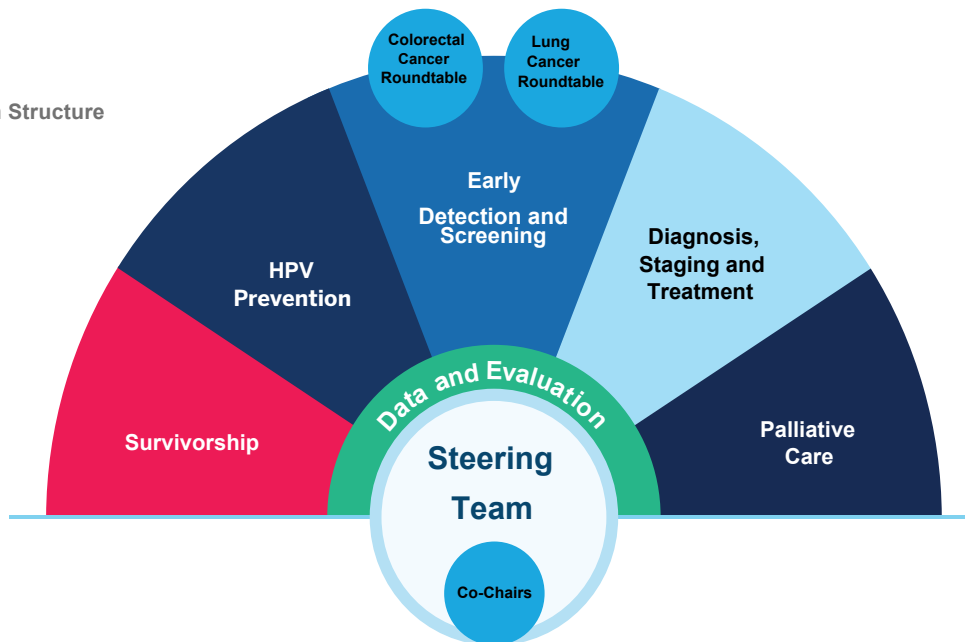 Colorectal
Cancer
Roundtable
Lung
Cancer
Roundtable
Structure
Early
Detection and
Screening
HPV
Prevention
Diagnosis,
Staging and
Treatment
Data and Evaluation
Survivorship
Palliative
Care
Steering
Team
Co-Chairs